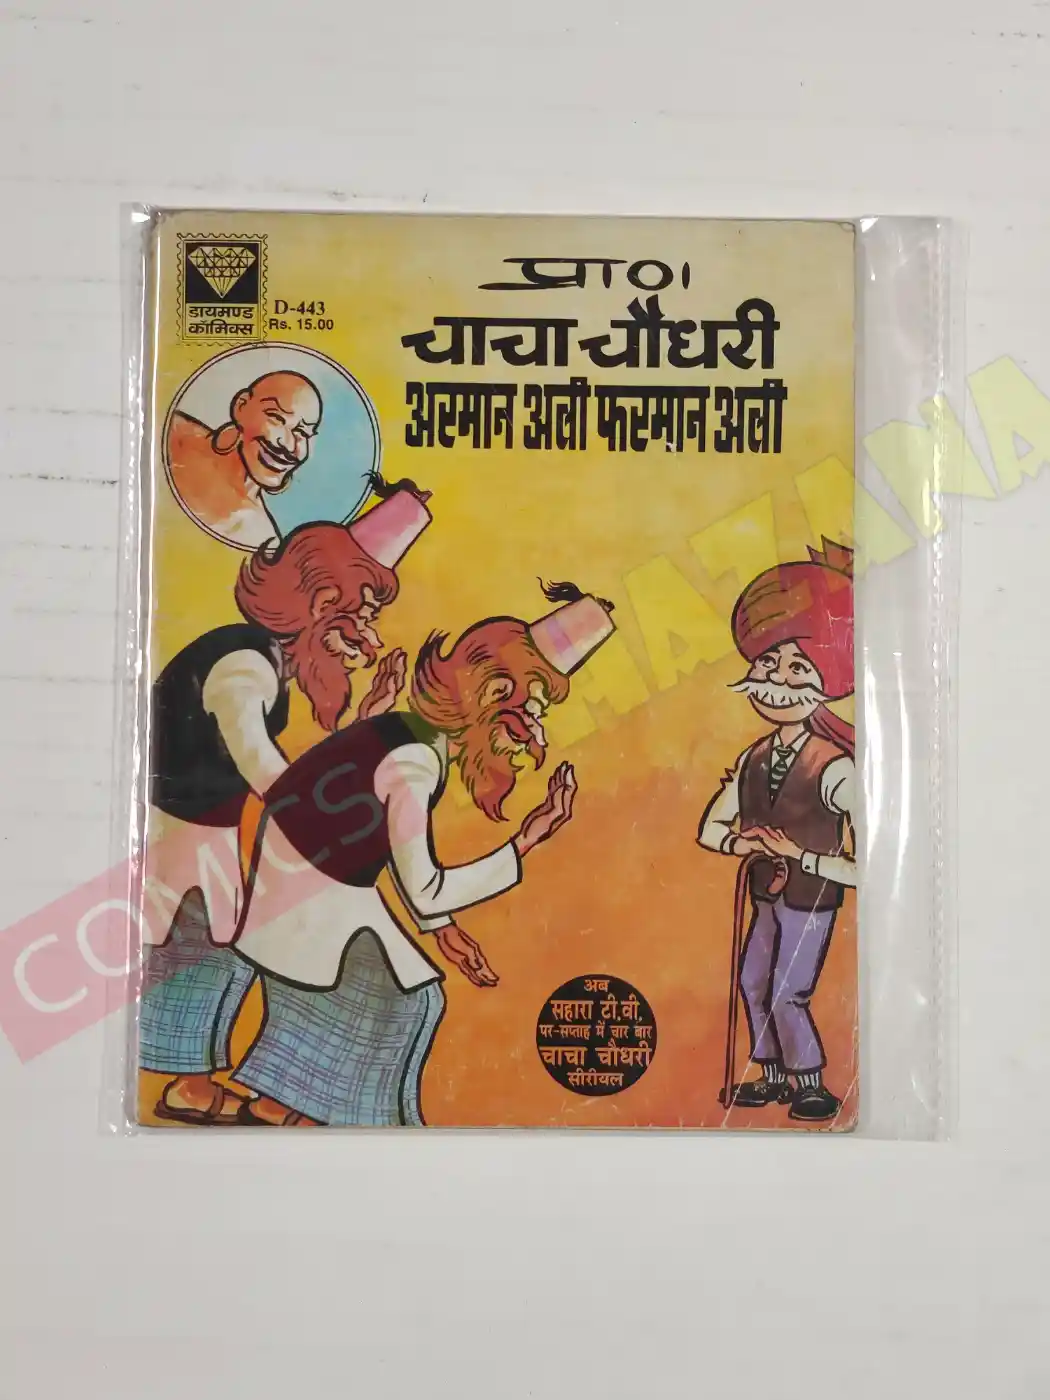 प्राण
D-443
Rs. 15.00
डायमण्ड
कॉमिक्स
चाचा चौधरी
अरमान अली फरमान अली
अब
सहारा टी.वी.
पर-सप्ताह में चार बार
चाचा चौधरी
सीरीयल
COMICS KHAZANA